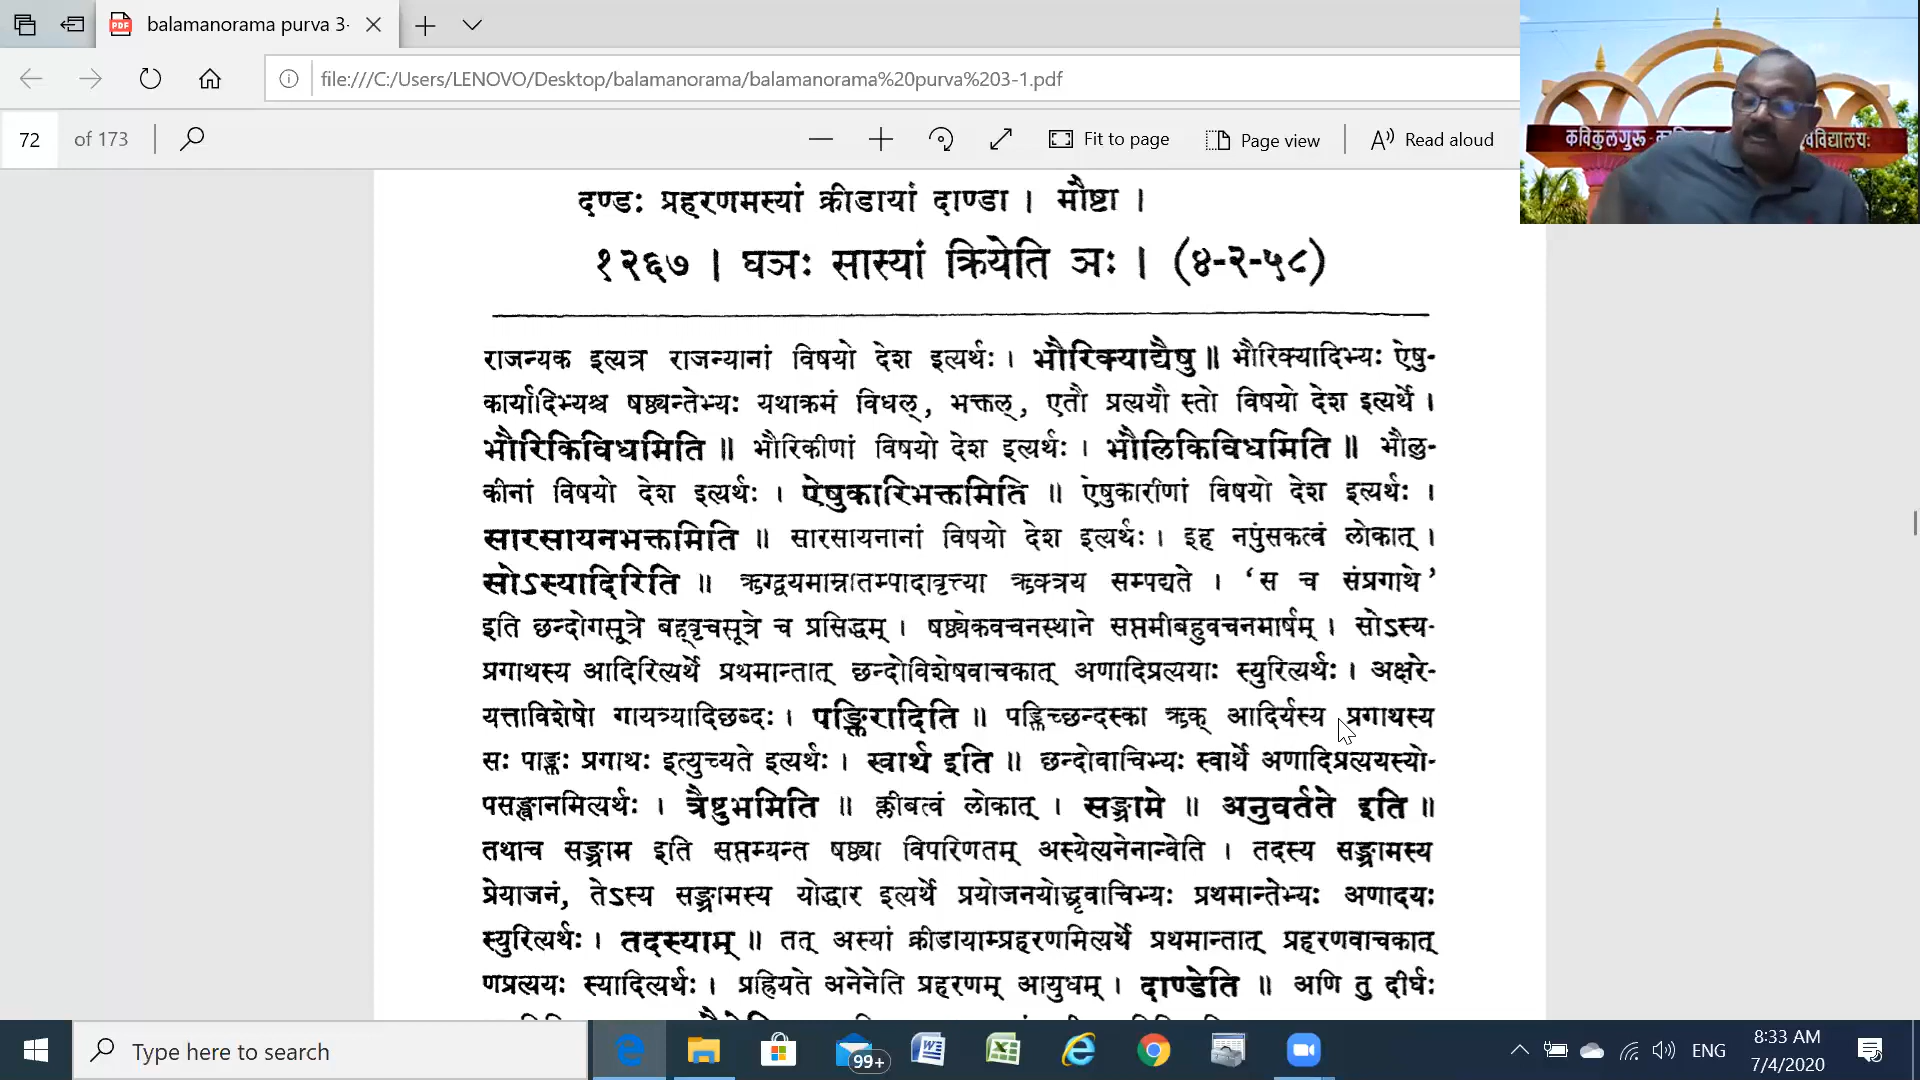 balamanorama purva 3-
file:///C:/Users/LENOVO/Desktop/balamanorama/balamanorama%20purva%203-1.pdf
72 of 173
Fit to page
Page view
Read aloud
कविकुलगुरु
विद्यालयः
दण्डः प्रहरणमस्यां क्रीडायां दाण्डा । मौष्टा ।
१२६७ । घञः सास्यां क्रियेति ञः । (४-२-५८)
राजन्यक इत्यत्र राजन्यानां विषयो देश इत्यर्थः । भौरिक्याद्यैषु ॥ भौरिक्यादिभ्यः ऐषु-
कार्यादिभ्यश्च षष्ठ्यन्तेभ्यः यथाक्रमं विधल्, भक्तल्, एतौ प्रत्ययौ स्तो विषयो देश इत्यर्थे ।
भौरिकिविधमिति ॥ भौरिकीणां विषयो देश इत्यर्थः । भौलिकिविधमिति ॥ भौलु-
कीनां विषयो देश इत्यर्थः । ऐषुकारिभक्तमिति ॥ ऐषुकारीणां विषयो देश इत्यर्थः ।
सारसायनभक्तमिति ॥ सारसायनानां विषयो देश इत्यर्थः । इह नपुंसकत्वं लोकात् ।
सोऽस्यादिरिति ॥ ऋग्द्वयमाम्नातम्पादावृत्त्या ऋक्त्रय सम्पद्यते । ‘स च संप्रगाथे’
इति छन्दोगसूत्रे बह्वृचसूत्रे च प्रसिद्धम् । षष्ठ्येकवचनस्थाने सप्तमीबहुवचनमार्षम् । सोऽस्य-
प्रगाथस्य आदिरित्यर्थे प्रथमान्तात् छन्दोविशेषवाचकात् अणादिप्रत्ययाः स्युरित्यर्थः । अक्षरे-
यत्ताविशेषो गायत्र्यादिछब्दः । पङ्क्तिरादिति ॥ पङ्क्तिच्छन्दस्का ऋक् आदिर्यस्य प्रगाथस्य
सः पाङ्क्तः प्रगाथः इत्युच्यते इत्यर्थः । स्वार्थ इति ॥ छन्दोवाचिभ्यः स्वार्थे अणादिप्रत्ययस्यो-
पसङ्ख्यानमित्यर्थः । त्रैष्टुभमिति ॥ क्लीबत्वं लोकात् । सङ्ग्रामे ॥ अनुवर्तते इति ॥
तथाच सङ्ग्राम इति सप्तम्यन्त षष्ठ्या विपरिणतम् अस्येत्यनेनान्वेति । तदस्य सङ्ग्रामस्य
प्रेयाजनं, तेऽस्य सङ्ग्रामस्य योद्धार इत्यर्थे प्रयोजनयोद्धृवाचिभ्यः प्रथमान्तेभ्यः अणादयः
स्युरित्यर्थः । तदस्याम् ॥ तत् अस्यां क्रीडायाम्प्रहरणमित्यर्थे प्रथमान्तात् प्रहरणवाचकात्
णप्रत्ययः स्यादित्यर्थः । प्रह्रियते अनेनेति प्रहरणम् आयुधम् । दाण्डेति ॥ अणि तु दीर्घः
Type here to search
99+
ENG
8:33 AM
7/4/2020